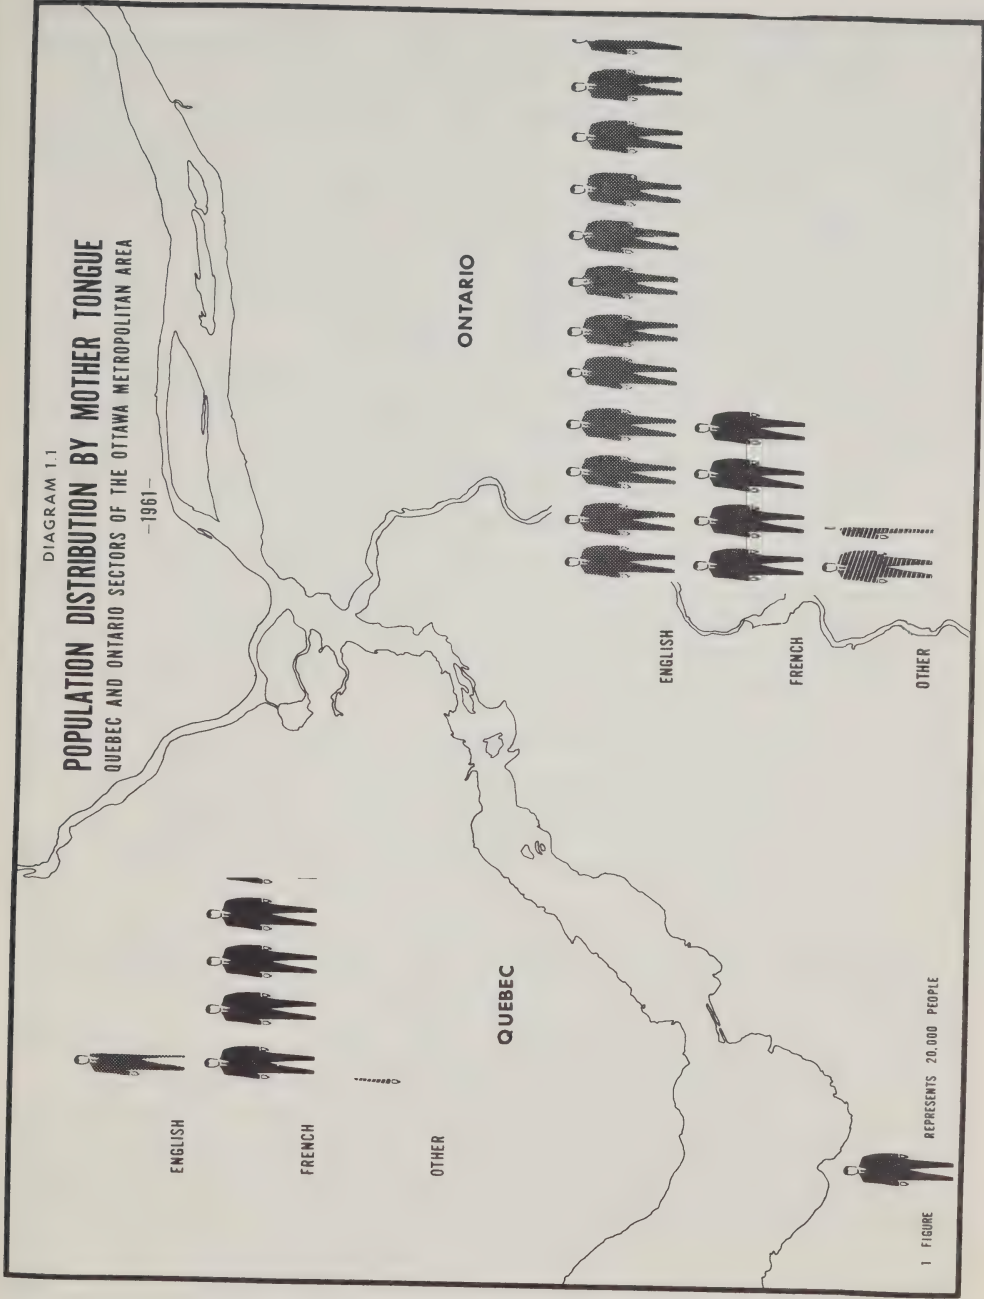 DIAGRAM 1.1
POPULATION DISTRIBUTION BY MOTHER TONGUE
QUEBEC AND ONTARIO SECTORS OF THE OTTAWA METROPOLITAN AREA
-1961-
ENGLISH
FRENCH
OTHER
QUEBEC
ONTARIO
ENGLISH
FRENCH
OTHER
1 FIGURE REPRESENTS 20,000 PEOPLE